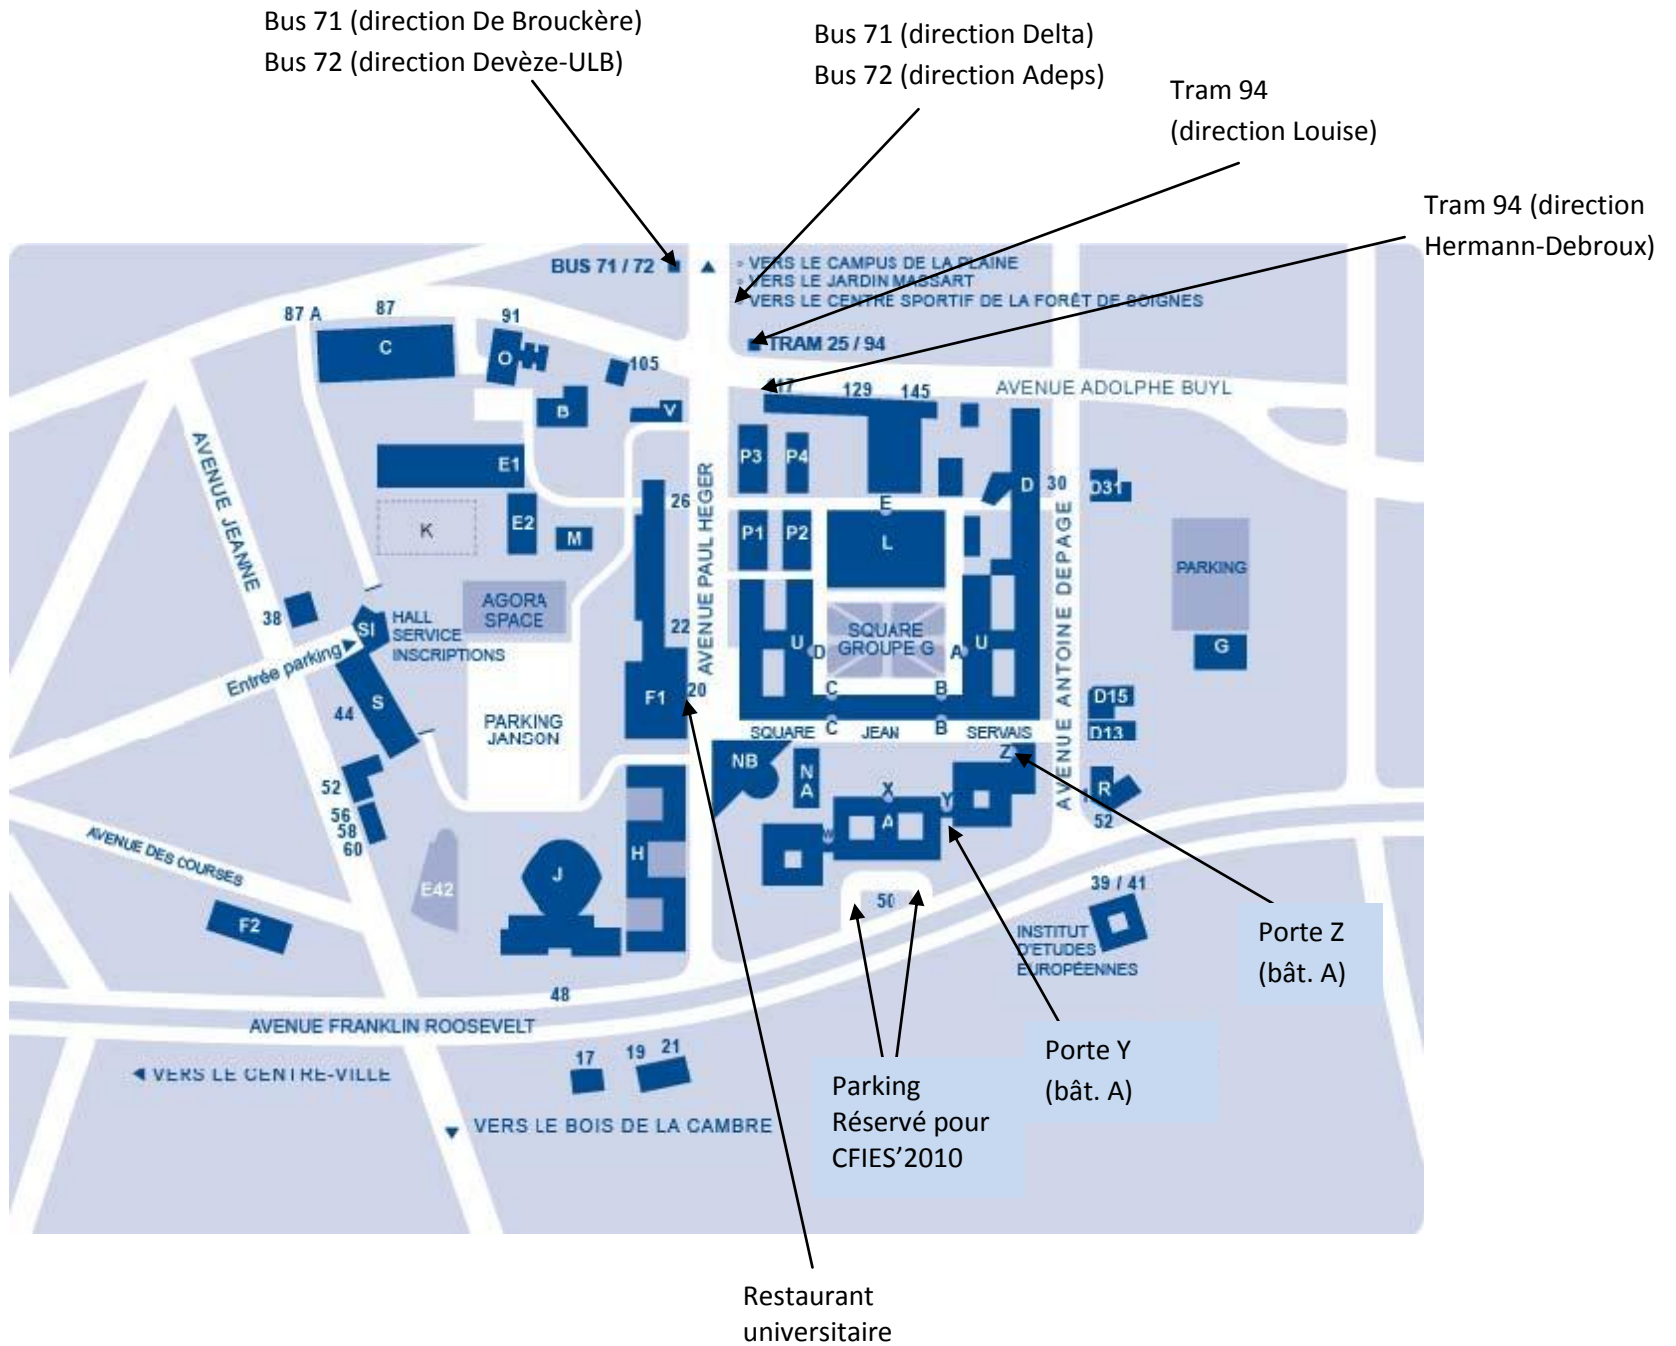 Bus 71 (direction De Brouckère)
Bus 72 (direction Devèze-ULB)
Bus 71 (direction Delta)
Bus 72 (direction Adeps)
Tram 94
(direction Louise)
Tram 94 (direction
Hermann-Debroux)
BUS 71 / 72
VERS LE CAMPUS DE LA PLAINE
VERS LE JARDIN MASSART
VERS LE CENTRE SPORTIF DE LA FORÊT DE SOIGNES
TRAM 25 / 94
87 A
87
C
91
O
105
B
V
117
129
145
AVENUE ADOLPHE BUYL
AVENUE JEANNE
E1
E2
K
M
26
AVENUE PAUL HEGER
P3
P4
P1
P2
E
L
D
30
D31
AVENUE ANTOINE DEPAGE
PARKING
G
AGORA
SPACE
38
SI
HALL
SERVICE
INSCRIPTIONS
Entrée parking
22
U
D
SQUARE
GROUPE G
A
U
S
44
PARKING
JANSON
F1
20
C
B
SQUARE
C
JEAN
B
SERVAIS
D15
D13
NB
N
A
Z
X
Y
A
W
R
52
52
56
58
60
AVENUE DES COURSES
E42
F2
J
H
50
39 / 41
INSTITUT
D'ETUDES
EUROPÉENNES
Porte Z
(bât. A)
48
AVENUE FRANKLIN ROOSEVELT
VERS LE CENTRE-VILLE
17
19
21
VERS LE BOIS DE LA CAMBRE
Porte Y
(bât. A)
Parking
Réservé pour
CFIES’2010
Restaurant
universitaire